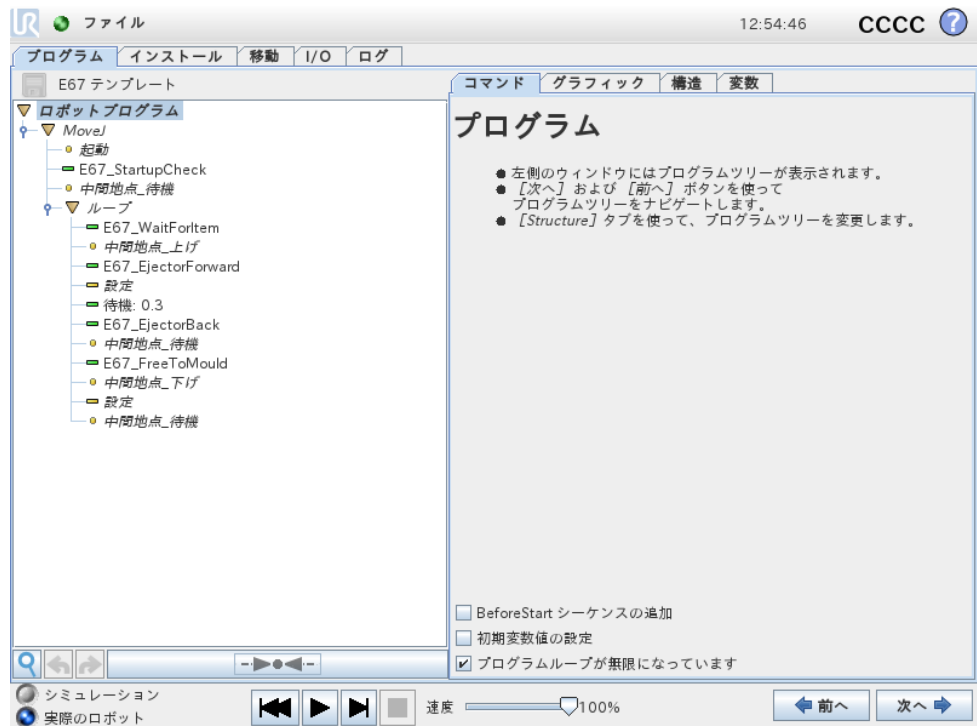 UR ファイル 12:54:46 CCCC ?
プログラム インストール 移動 I/O ログ
E67 テンプレート
ロボットプログラム
MoveJ
起動
E67_StartupCheck
中間地点_待機
ループ
E67_WaitForItem
中間地点_上げ
E67_EjectorForward
設定
待機: 0.3
E67_EjectorBack
中間地点_待機
E67_FreeToMould
中間地点_下げ
設定
中間地点_待機
コマンド グラフィック 構造 変数
プログラム
● 左側のウィンドウにはプログラムツリーが表示されます。
● [次へ] および [前へ] ボタンを使って
プログラムツリーをナビゲートします。
● [Structure] タブを使って、プログラムツリーを変更します。
BeforeStart シーケンスの追加
初期変数値の設定
プログラムループが無限になっています
シミュレーション
実際のロボット
速度 100%
前へ 次へ